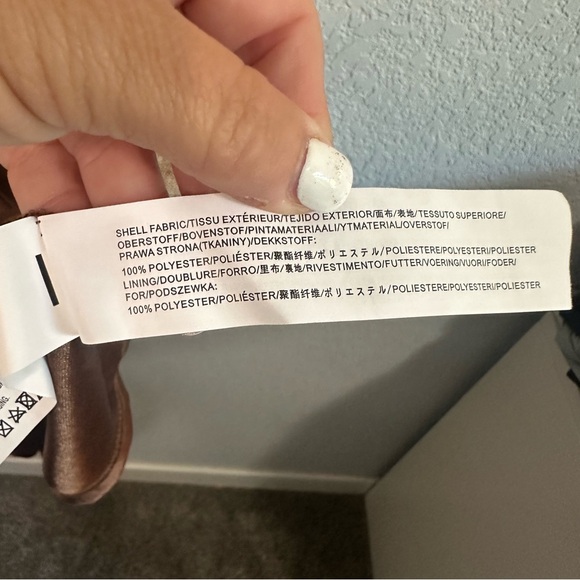 SHELL FABRIC/TISSU EXTÉRIEUR/TEJIDO EXTERIOR/面布/表地/TESSUTO SUPERIORE/
OBERSTOFF/BOVENSTOF/PINTAMATERIAALI/YTMATERIAL/OVERSTOF/
PRAWA STRONA(TKANINY)/DEKKSTOFF:
100% POLYESTER/POLIÉSTER/聚酯纤维/ポリエステル/POLIESTERE/POLYESTERI/POLIESTER
LINING/DOUBLURE/FORRO/里布/裏地/RIVESTIMENTO/FUTTER/VOERING/VUORI/FODER/
FOR/PODSZEWKA:
100% POLYESTER/POLIÉSTER/聚酯纤维/ポリエステル/POLIESTERE/POLYESTERI/POLIESTER